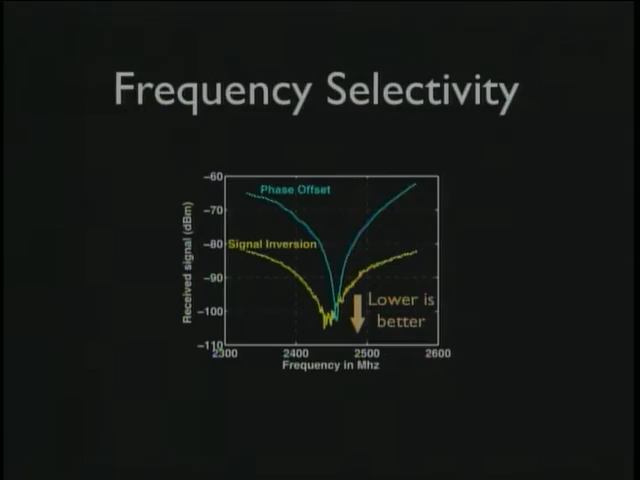 Frequency Selectivity
−60
Phase Offset
−70
−80
Signal Inversion
−90
Lower is
better
−100
−110
Received signal (dBm)
2300
2400
2500
2600
Frequency in Mhz